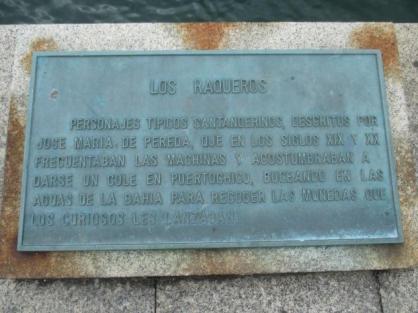 LOS RAQUEROS
PERSONAJES TIPICOS SANTANDERINOS, DESCRITOS POR
JOSE MARIA DE PEREDA, QUE EN LOS SIGLOS XIX Y XX
FRECUENTABAN LAS MACHINAS Y ACOSTUMBRABAN A
DARSE UN COLE EN PUERTOCHICO, BUCEANDO EN LAS
AGUAS DE LA BAHIA PARA RECOGER LAS MONEDAS QUE
LOS CURIOSOS LES LANZABAN